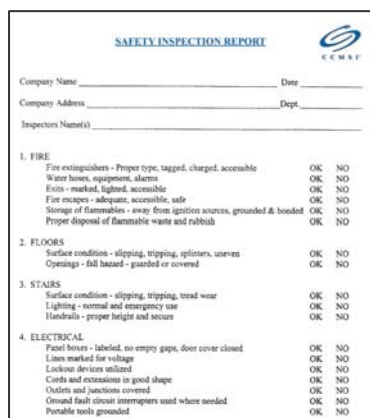 SAFETY INSPECTION REPORT
CCMSI
Company Name Date
Company Address Dept.
Inspectors Name(s)
1. FIRE
Fire extinguishers - Proper type, tagged, charged, accessible OK NO
Water hoses, equipment, alarms OK NO
Exits - marked, lighted, accessible OK NO
Fire escapes - adequate, accessible, safe OK NO
Storage of flammables - away from ignition sources, grounded & bonded OK NO
Proper disposal of flammable waste and rubbish OK NO
2. FLOORS
Surface condition - slipping, tripping, splinters, uneven OK NO
Openings - fall hazard - guarded or covered OK NO
3. STAIRS
Surface condition - slipping, tripping, tread wear OK NO
Lighting - normal and emergency use OK NO
Handrails - proper height and secure OK NO
4. ELECTRICAL
Panel boxes - labeled, no empty gaps, door cover closed OK NO
Lines marked for voltage OK NO
Lockout devices utilized OK NO
Cords and extensions in good shape OK NO
Outlets and junctions covered OK NO
Ground fault circuit interrupters used where needed OK NO
Portable tools grounded OK NO